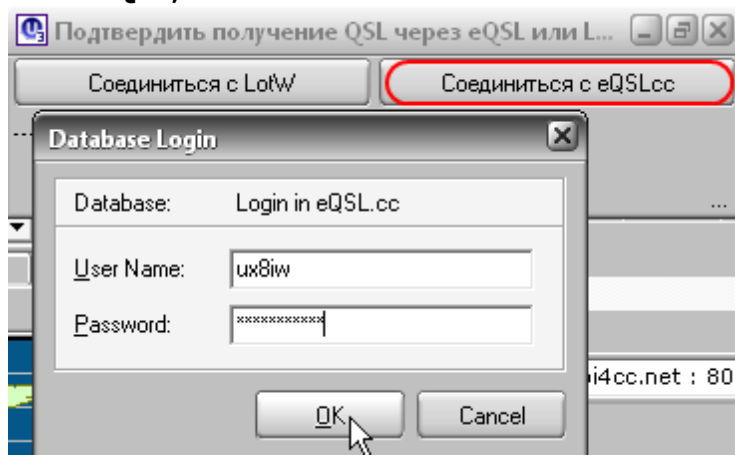 Подтвердить получение QSL через eQSL или L...
Соединиться с LotW
Соединиться с eQSLcc
Database Login
Database: Login in eQSL.cc
...
User Name: ux8iw
Password: ***********
i4cc.net : 80
OK
Cancel